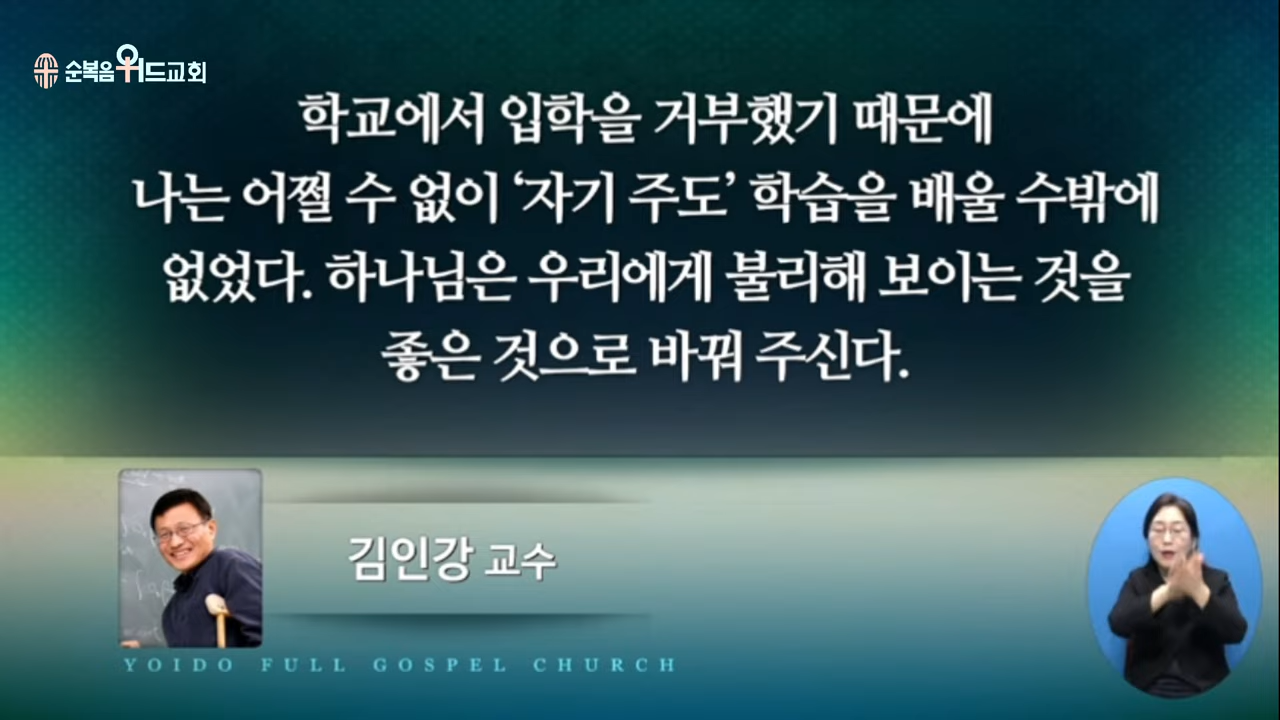 순복음위드교회
학교에서 입학을 거부했기 때문에
나는 어쩔 수 없이 ‘자기 주도’ 학습을 배울 수밖에
없었다. 하나님은 우리에게 불리해 보이는 것을
좋은 것으로 바꿔 주신다.
김인강 교수
YOIDO FULL GOSPEL CHURCH